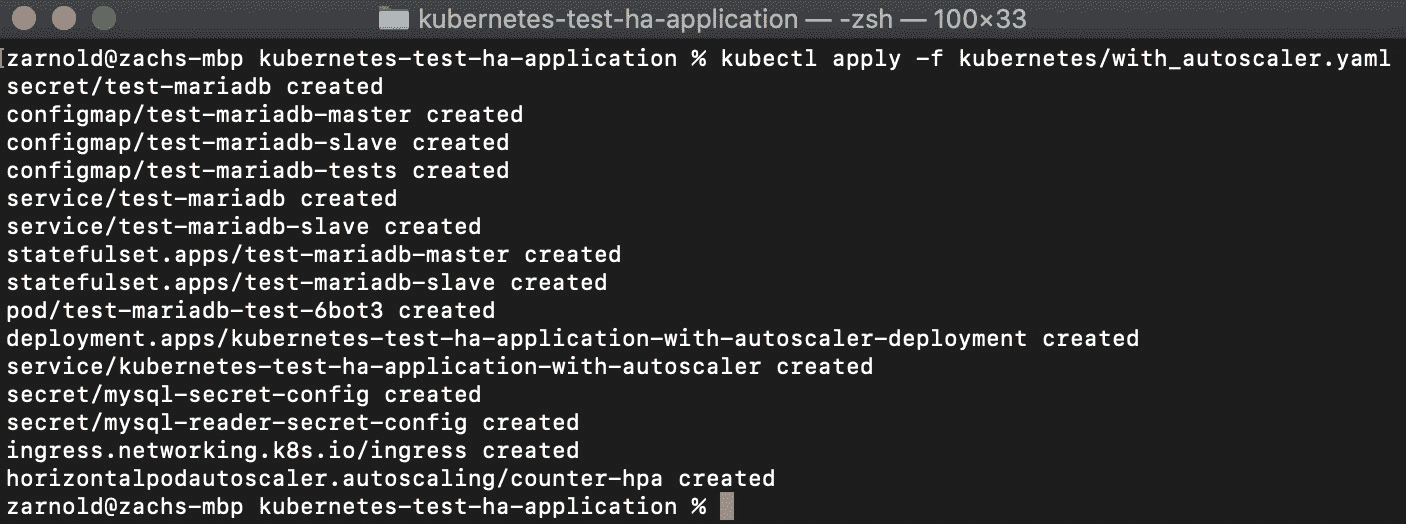 kubernetes-test-ha-application — -zsh — 100×33
[zarnold@zachs-mbp kubernetes-test-ha-application % kubectl apply -f kubernetes/with_autoscaler.yaml
secret/test-mariadb created
configmap/test-mariadb-master created
configmap/test-mariadb-slave created
configmap/test-mariadb-tests created
service/test-mariadb created
service/test-mariadb-slave created
statefulset.apps/test-mariadb-master created
statefulset.apps/test-mariadb-slave created
pod/test-mariadb-test-6bot3 created
deployment.apps/kubernetes-test-ha-application-with-autoscaler-deployment created
service/kubernetes-test-ha-application-with-autoscaler created
secret/mysql-secret-config created
secret/mysql-reader-secret-config created
ingress.networking.k8s.io/ingress created
horizontalpodautoscaler.autoscaling/counter-hpa created
zarnold@zachs-mbp kubernetes-test-ha-application %